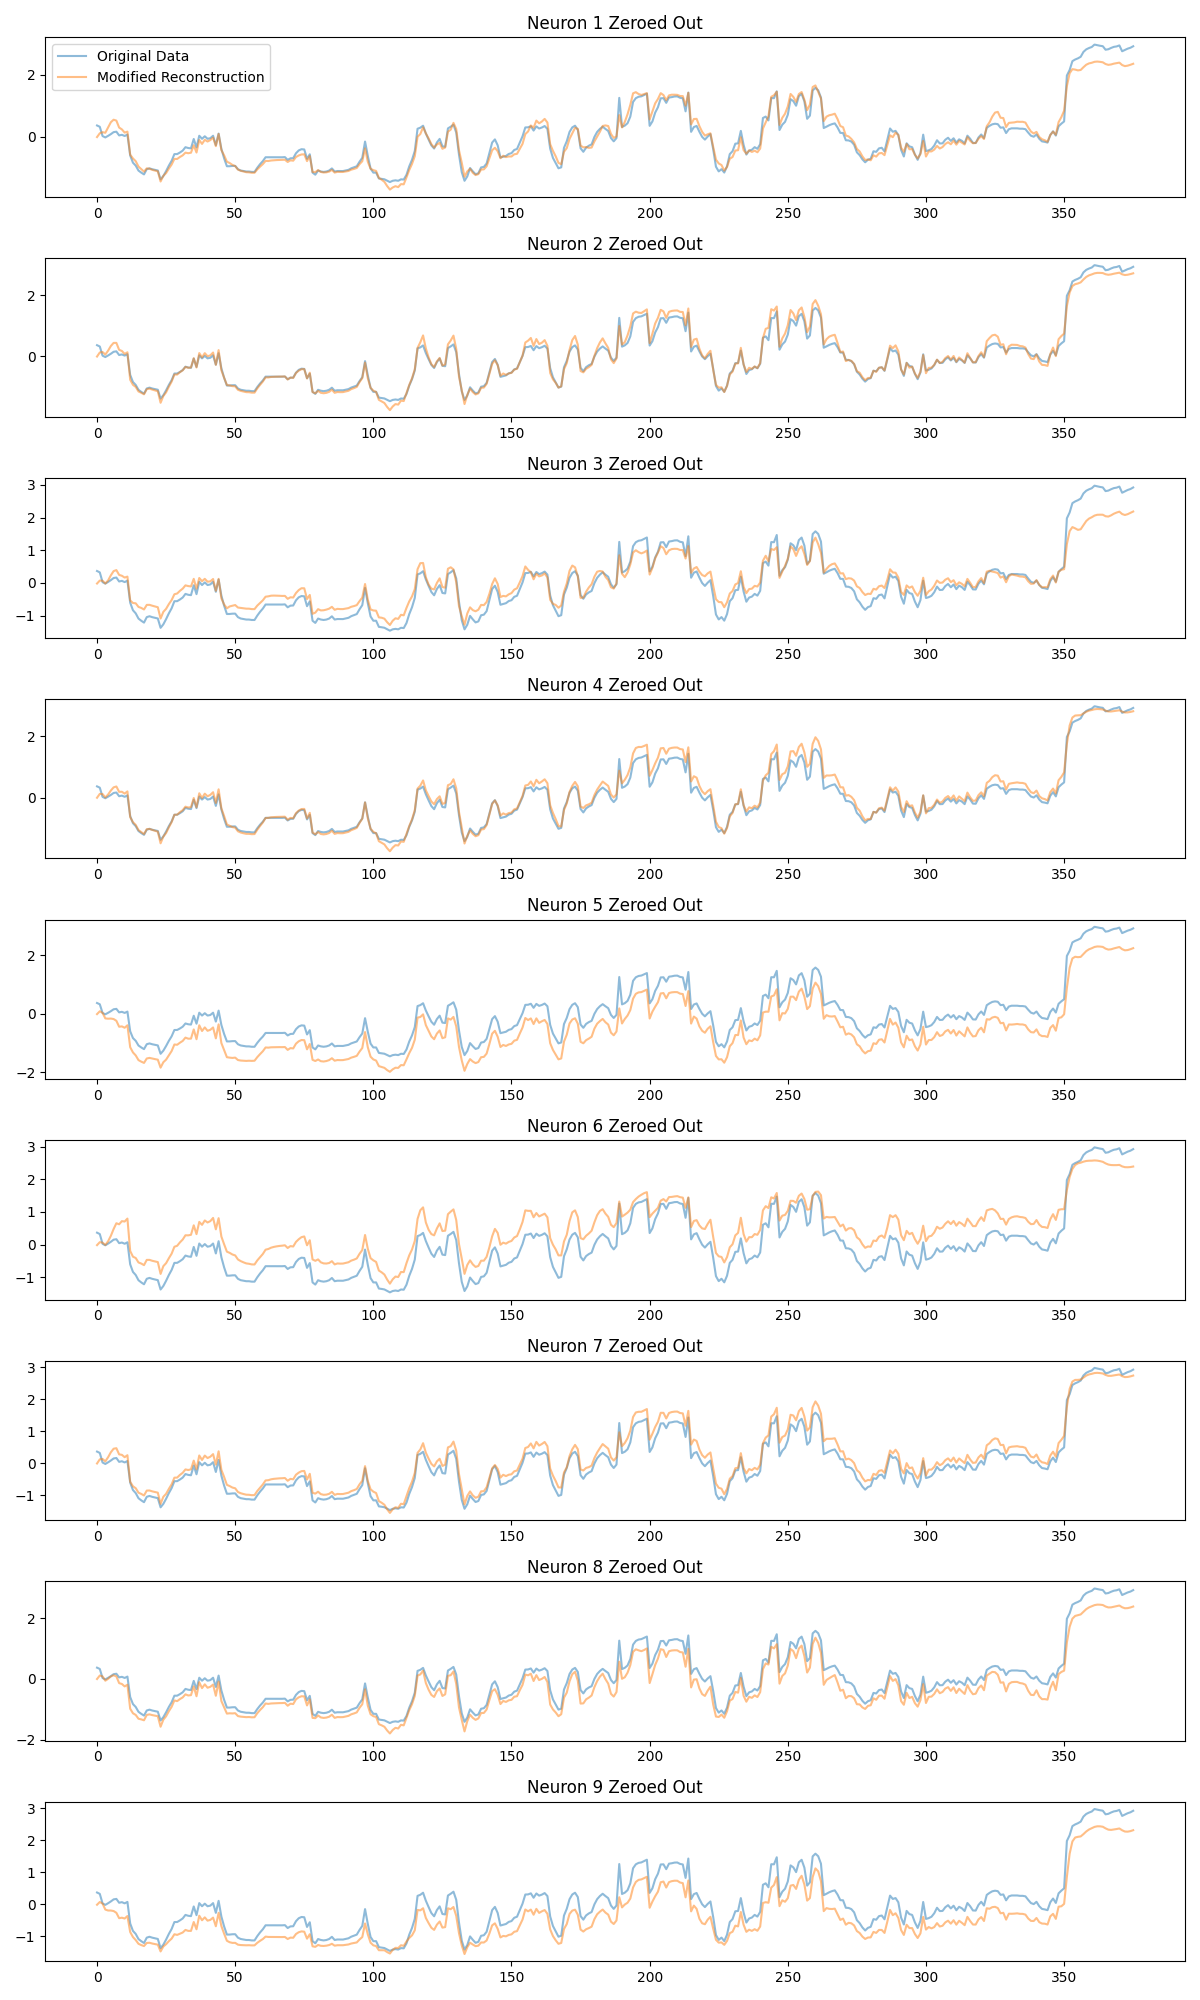 Neuron 1 Zeroed Out
Original Data
Modified Reconstruction
2
0
0 50 100 150 200 250 300 350
Neuron 2 Zeroed Out
2
0
0 50 100 150 200 250 300 350
Neuron 3 Zeroed Out
3
2
1
0
−1
0 50 100 150 200 250 300 350
Neuron 4 Zeroed Out
2
0
0 50 100 150 200 250 300 350
Neuron 5 Zeroed Out
2
0
−2
0 50 100 150 200 250 300 350
Neuron 6 Zeroed Out
3
2
1
0
−1
0 50 100 150 200 250 300 350
Neuron 7 Zeroed Out
3
2
1
0
−1
0 50 100 150 200 250 300 350
Neuron 8 Zeroed Out
2
0
−2
0 50 100 150 200 250 300 350
Neuron 9 Zeroed Out
3
2
1
0
−1
0 50 100 150 200 250 300 350